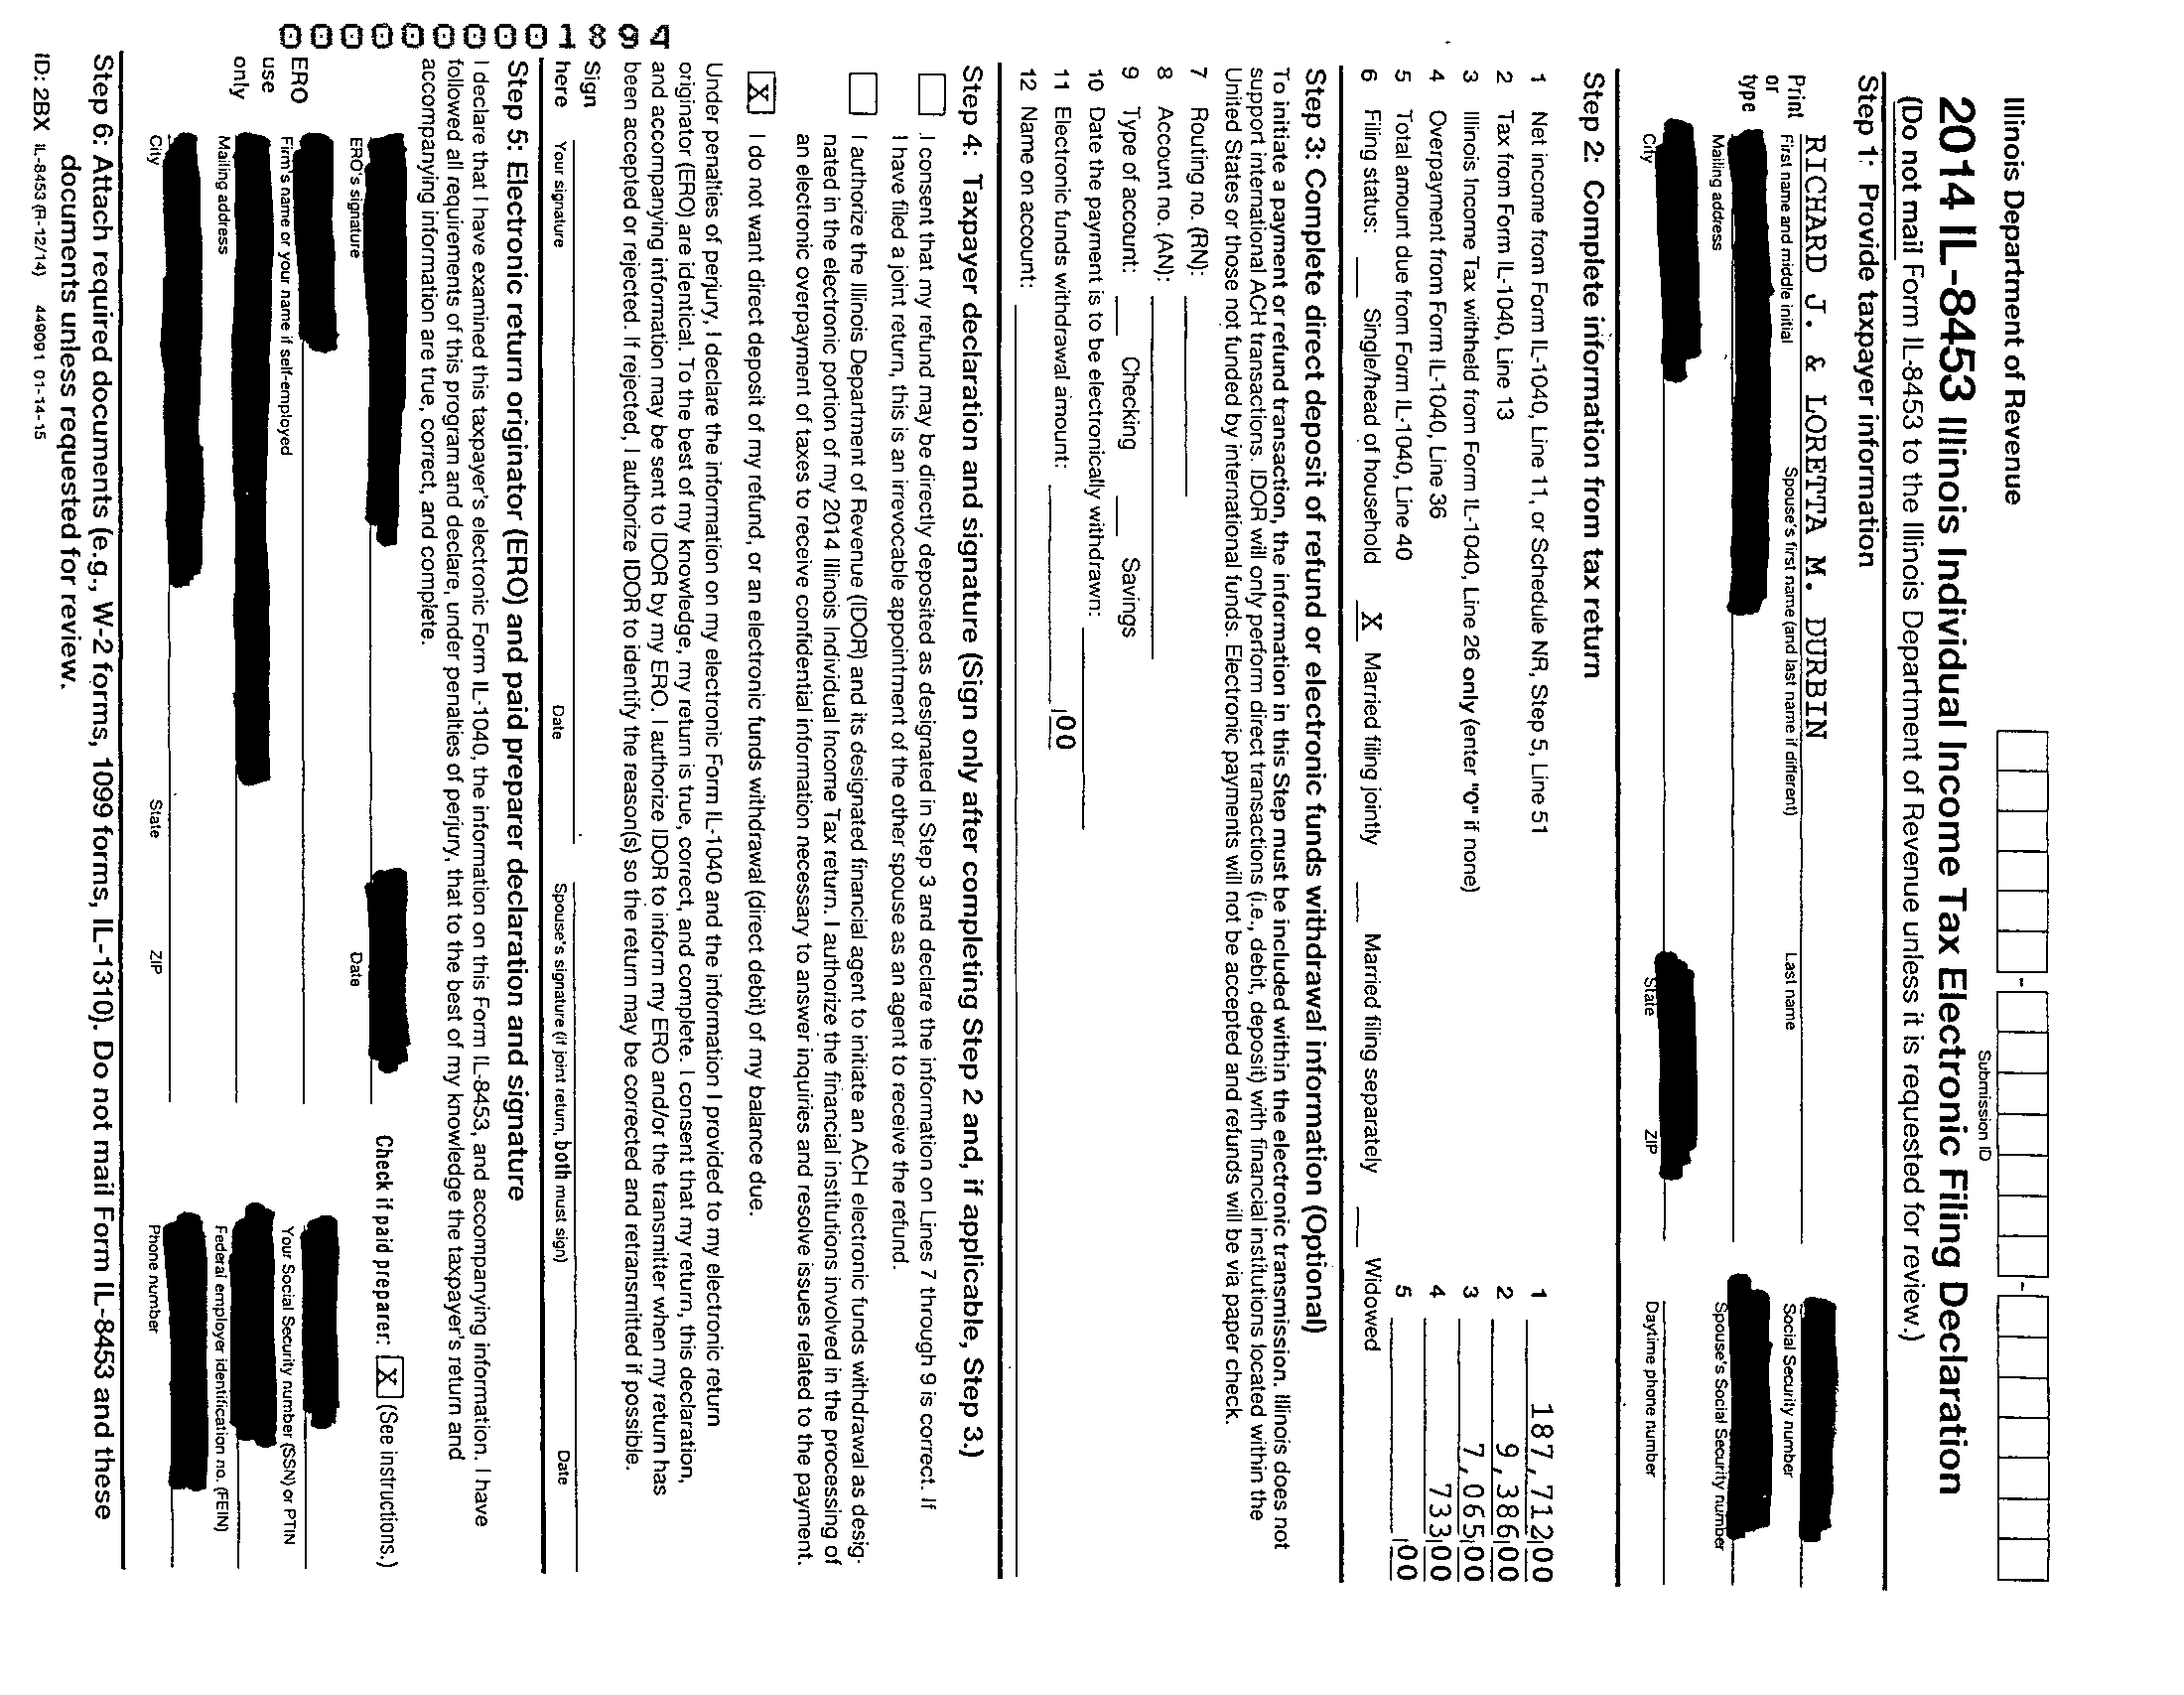 Illinois Department of Revenue
- -
Submission ID
2014 IL-8453 Illinois Individual Income Tax Electronic Filing Declaration
(Do not mail Form IL-8453 to the Illinois Department of Revenue unless it is requested for review.)
Step 1: Provide taxpayer information
RICHARD J. & LORETTA M. DURBIN
Print or type
First name and middle initial Spouse's first name (and last name if different) Last name Social Security number
Mailing address Spouse's Social Security number
City State ZIP Daytime phone number
Step 2: Complete information from tax return
1 Net income from Form IL-1040, Line 11, or Schedule NR, Step 5, Line 51 1 187,712 00
2 Tax from Form IL-1040, Line 13 2 9,386 00
3 Illinois Income Tax withheld from Form IL-1040, Line 26 only (enter "0" if none) 3 7,065 00
4 Overpayment from Form IL-1040, Line 36 4 733 00
5 Total amount due from Form IL-1040, Line 40 5 00
6 Filing status: Single/head of household X Married filing jointly Married filing separately Widowed
Step 3: Complete direct deposit of refund or electronic funds withdrawal information (Optional)
To initiate a payment or refund transaction, the information in this Step must be included within the electronic transmission. Illinois does not
support international ACH transactions. IDOR will only perform direct transactions (i.e., debit, deposit) with financial institutions located within the
United States or those not funded by international funds. Electronic payments will not be accepted and refunds will be via paper check.
7 Routing no. (RN):
8 Account no. (AN):
9 Type of account: Checking Savings
10 Date the payment is to be electronically withdrawn:
11 Electronic funds withdrawal amount: 00
12 Name on account:
Step 4: Taxpayer declaration and signature (Sign only after completing Step 2 and, if applicable, Step 3.)
I consent that my refund may be directly deposited as designated in Step 3 and declare the information on Lines 7 through 9 is correct. If
I have filed a joint return, this is an irrevocable appointment of the other spouse as an agent to receive the refund.
I authorize the Illinois Department of Revenue (IDOR) and its designated financial agent to initiate an ACH electronic funds withdrawal as desig-
nated in the electronic portion of my 2014 Illinois Individual Income Tax return. I authorize the financial institutions involved in the processing of
an electronic overpayment of taxes to receive confidential information necessary to answer inquiries and resolve issues related to the payment.
X I do not want direct deposit of my refund, or an electronic funds withdrawal (direct debit) of my balance due.
Under penalties of perjury, I declare the information on my electronic Form IL-1040 and the information I provided to my electronic return
originator (ERO) are identical. To the best of my knowledge, my return is true, correct, and complete. I consent that my return, this declaration,
and accompanying information may be sent to IDOR by my ERO. I authorize IDOR to inform my ERO and/or the transmitter when my return has
been accepted or rejected. If rejected, I authorize IDOR to identify the reason(s) so the return may be corrected and retransmitted if possible.
Sign here
Your signature Date Spouse's signature (if joint return, both must sign) Date
Step 5: Electronic return originator (ERO) and paid preparer declaration and signature
I declare that I have examined this taxpayer's electronic Form IL-1040, the information on this Form IL-8453, and accompanying information. I have
followed all requirements of this program and declare, under penalties of perjury, that to the best of my knowledge the taxpayer's return and
accompanying information are true, correct, and complete.
Check if paid preparer: X (See instructions.)
ERO's signature Date
ERO use only
Firm's name or your name if self-employed Your Social Security number (SSN) or PTIN
Mailing address Federal employer identification no. (FEIN)
City State ZIP Phone number
Step 6: Attach required documents (e.g., W-2 forms, 1099 forms, IL-1310). Do not mail Form IL-8453 and these
documents unless requested for review.
ID: 2BX IL-8453 (R-12/14) 449091 01-14-15
0000000001894